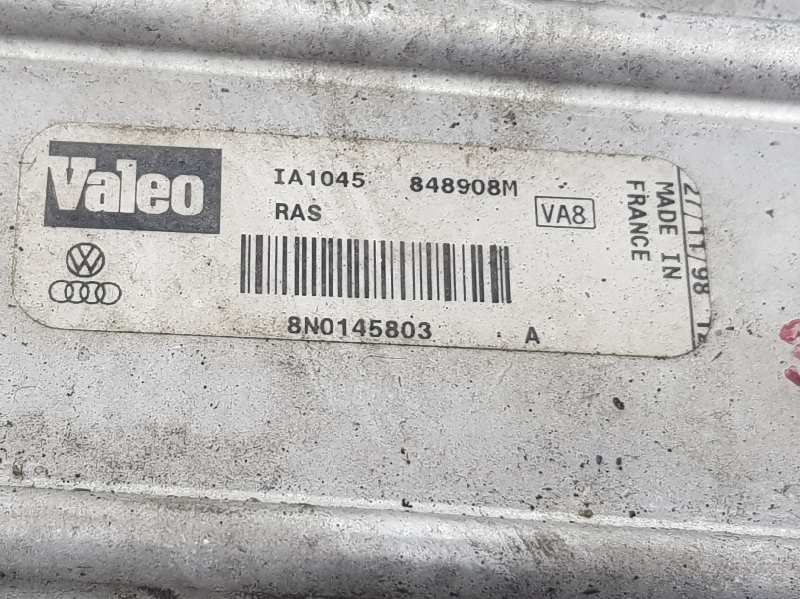 Valeo
IA1045 848908M
RAS
VA8
8N0145803 A
MADE IN
FRANCE
27/11/98